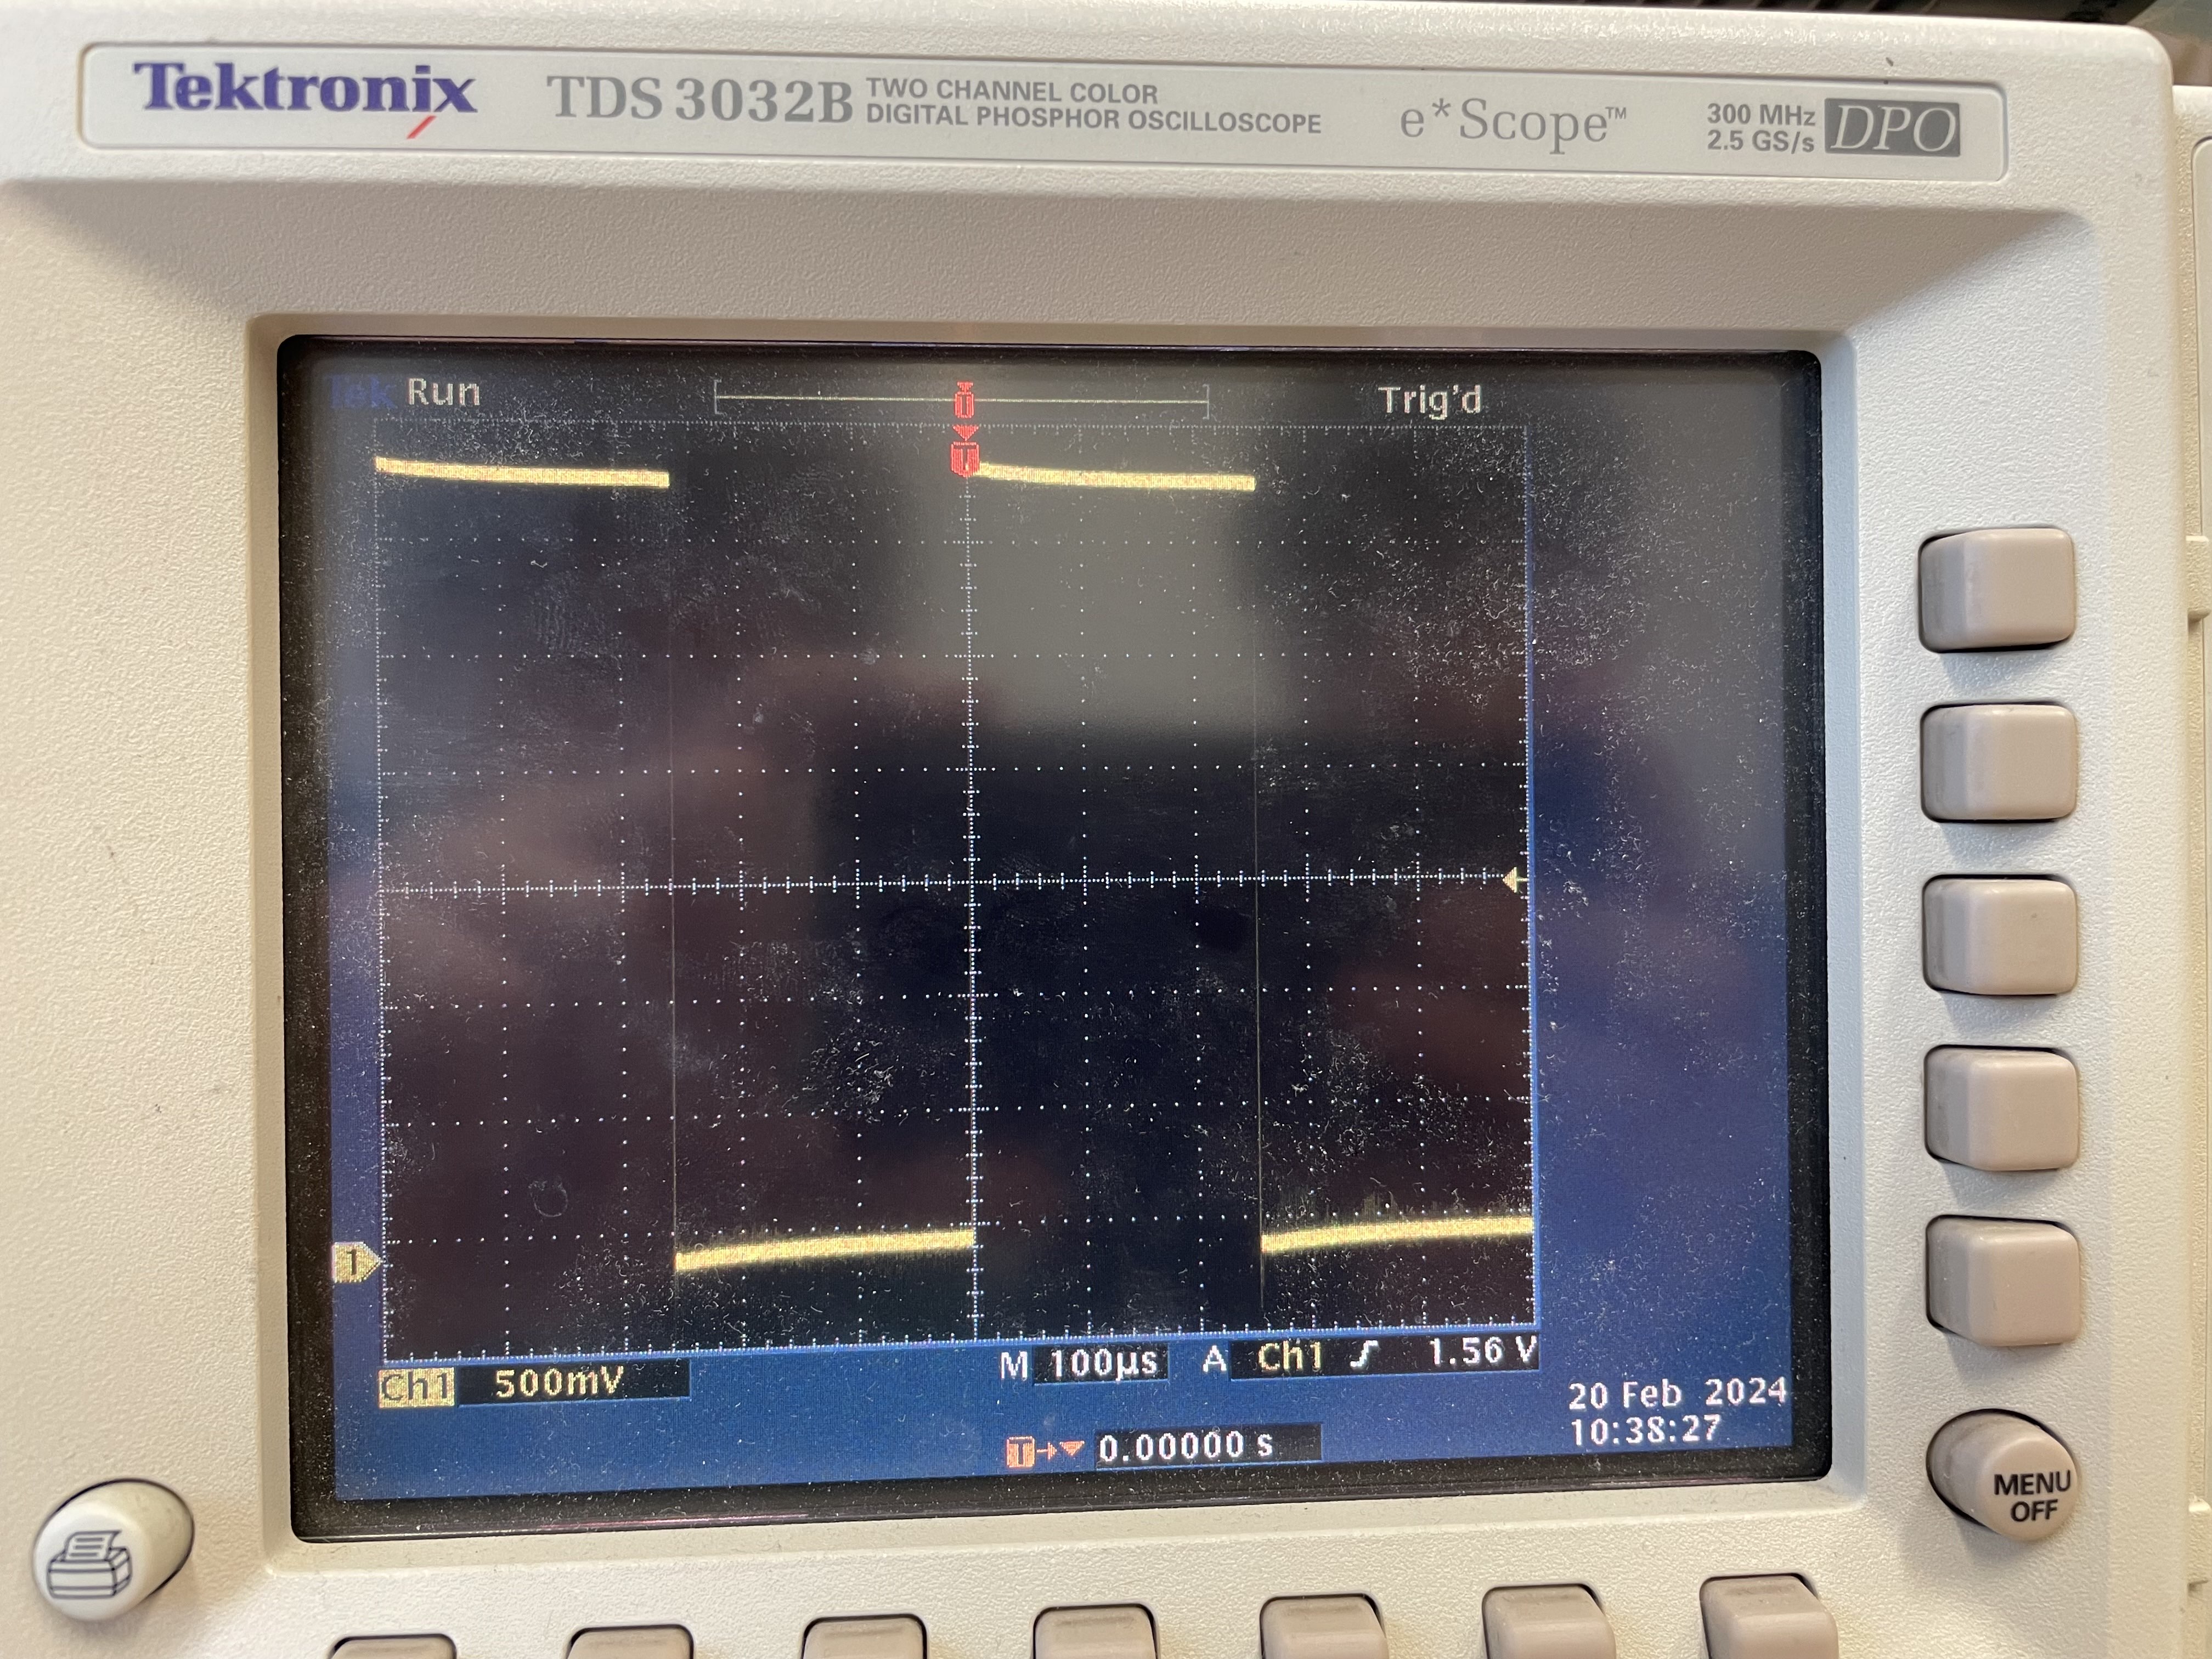 Tektronix TDS 3032B TWO CHANNEL COLOR
DIGITAL PHOSPHOR OSCILLOSCOPE
e*Scope™
300 MHz
2.5 GS/s
DPO
Tek Run
Trig'd
T
T
1
Ch1 500mV
M 100µs A Ch1 1.56 V
T 0.00000 s
20 Feb 2024
10:38:27
MENU
OFF